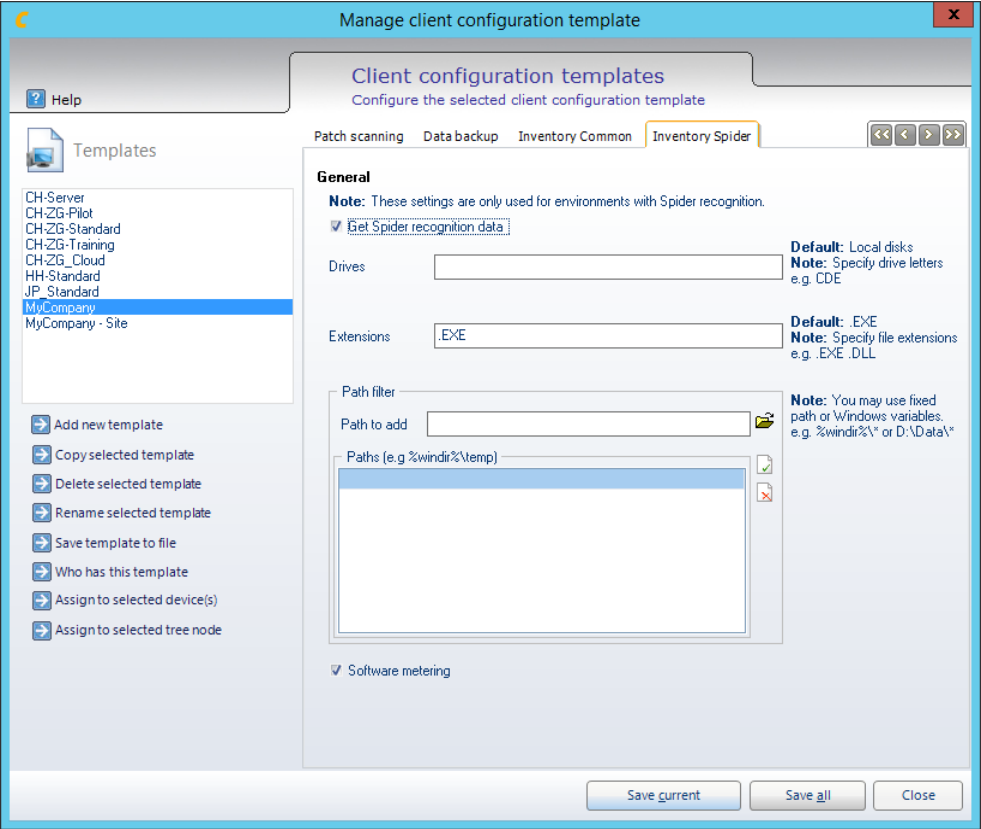 Manage client configuration template
x
Client configuration templates
Configure the selected client configuration template
? Help
Templates
Patch scanning Data backup Inventory Common Inventory Spider << < > >>
CH-Server
CH-ZG-Pilot
CH-ZG-Standard
CH-ZG-Training
CH-ZG_Cloud
HH-Standard
JP_Standard
MyCompany
MyCompany - Site
Add new template
Copy selected template
Delete selected template
Rename selected template
Save template to file
Who has this template
Assign to selected device(s)
Assign to selected tree node
General
Note: These settings are only used for environments with Spider recognition.
Get Spider recognition data
Drives
Default: Local disks
Note: Specify drive letters
e.g. CDE
Extensions .EXE
Default: .EXE
Note: Specify file extensions
e.g. .EXE .DLL
Path filter
Path to add
Note: You may use fixed
path or Windows variables.
e.g. %windir%\* or D:\Data\*
Paths (e.g %windir%\temp)
Software metering
Save current Save all Close